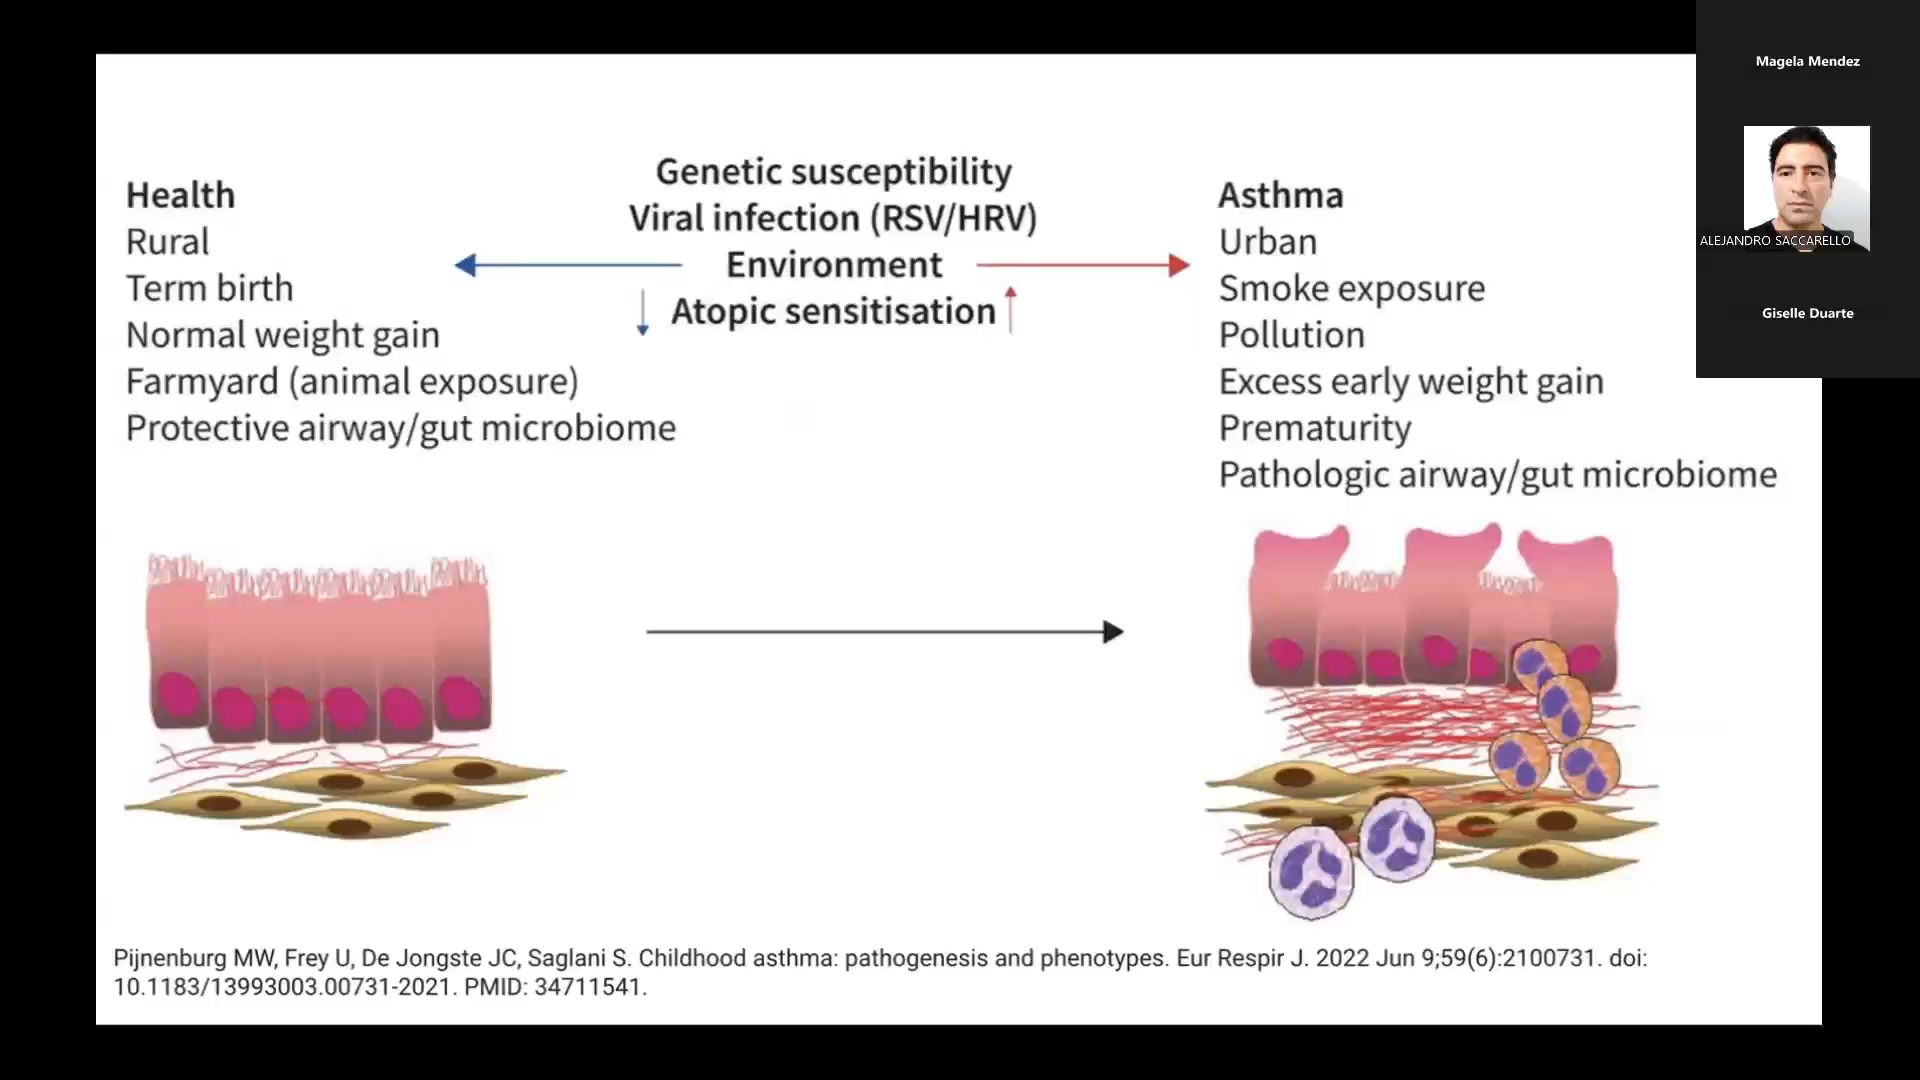 Health
Rural
Term birth
Normal weight gain
Farmyard (animal exposure)
Protective airway/gut microbiome
Genetic susceptibility
Viral infection (RSV/HRV)
Environment
Atopic sensitisation
Asthma
Urban
Smoke exposure
Pollution
Excess early weight gain
Prematurity
Pathologic airway/gut microbiome
Pijnenburg MW, Frey U, De Jongste JC, Saglani S. Childhood asthma: pathogenesis and phenotypes. Eur Respir J. 2022 Jun 9;59(6):2100731. doi:
10.1183/13993003.00731-2021. PMID: 34711541.
Magela Mendez
ALEJANDRO SACCARELLO
Giselle Duarte